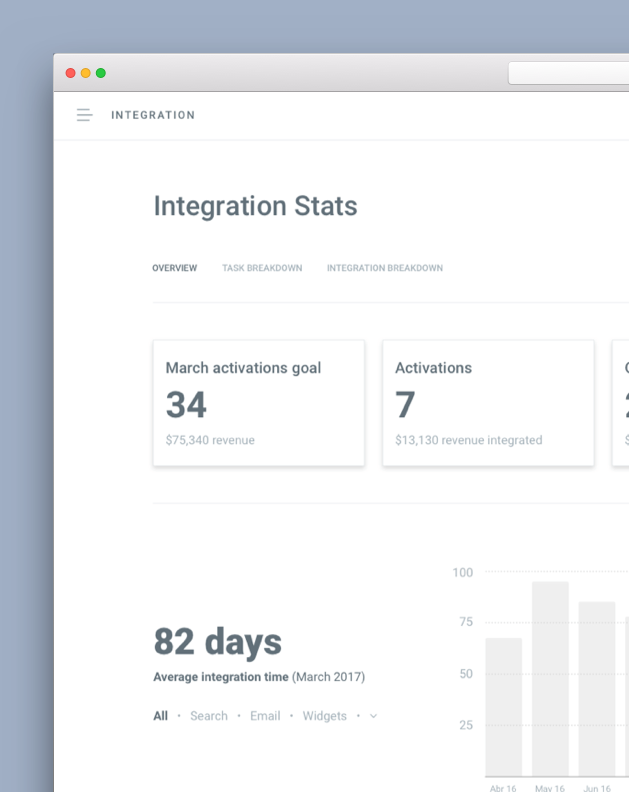 INTEGRATION
Integration Stats
OVERVIEW TASK BREAKDOWN INTEGRATION BREAKDOWN
March activations goal
34
$75,340 revenue
Activations
7
$13,130 revenue integrated
82 days
Average integration time (March 2017)
All • Search • Email • Widgets •
100
75
50
25
Abr 16 May 16 Jun 16